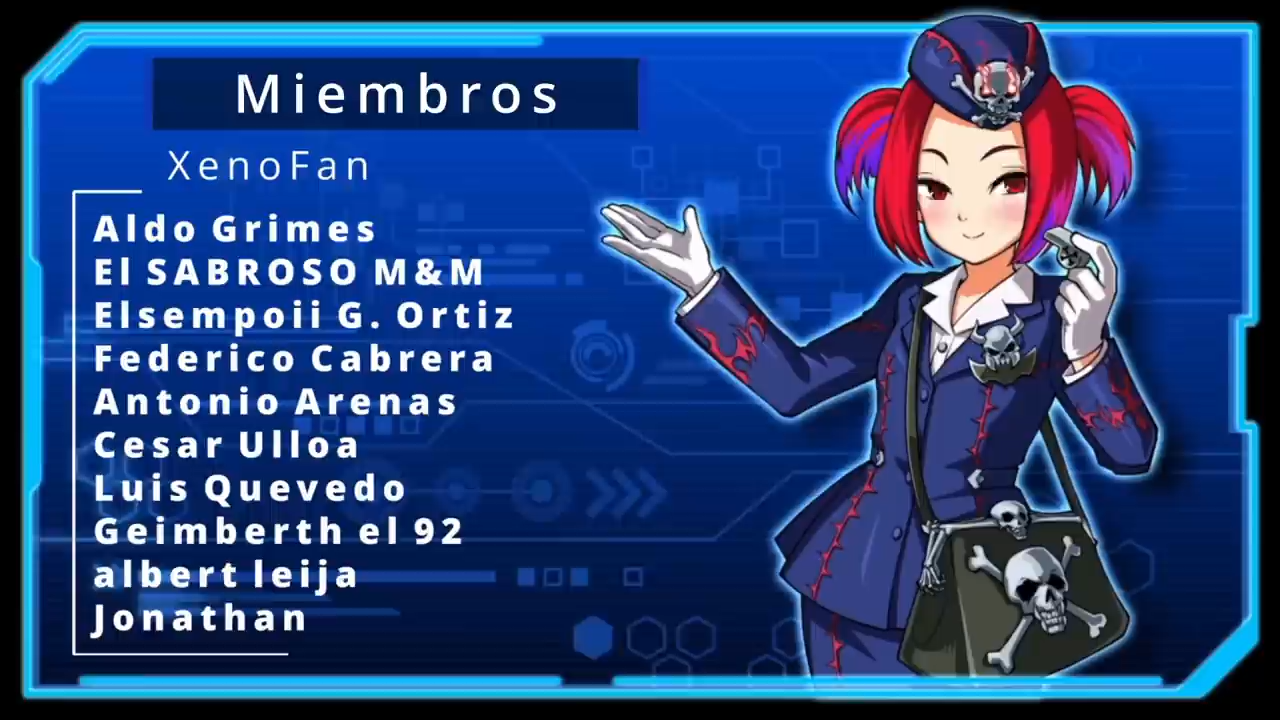 Miembros
XenoFan
Aldo Grimes
El SABROSO M&M
Elsempoii G. Ortiz
Federico Cabrera
Antonio Arenas
Cesar Ulloa
Luis Quevedo
Geimberth el 92
albert leija
Jonathan